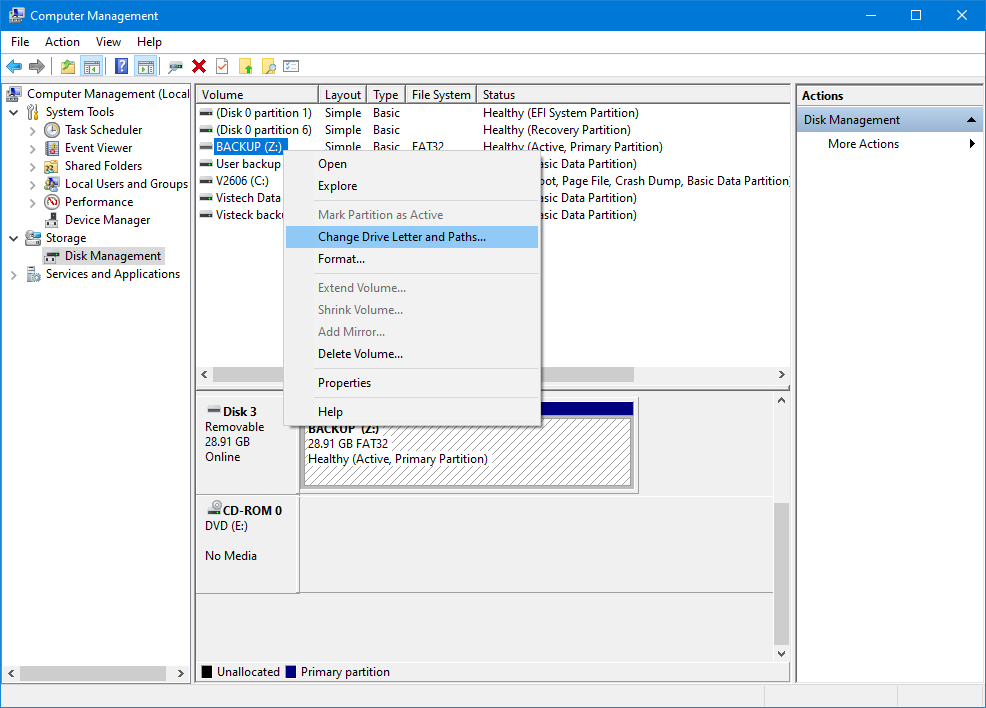 Computer Management
File Action View Help
Computer Management (Local
System Tools
Task Scheduler
Event Viewer
Shared Folders
Local Users and Groups
Performance
Device Manager
Storage
Disk Management
Services and Applications
Volume Layout Type File System Status
(Disk 0 partition 1) Simple Basic Healthy (EFI System Partition)
(Disk 0 partition 6) Simple Basic Healthy (Recovery Partition)
BACKUP (Z:) Simple Basic FAT32 Healthy (Active, Primary Partition)
User backup asic Data Partition)
V2606 (C:) oot, Page File, Crash Dump, Basic Data Partition)
Vistech Data asic Data Partition)
Visteck backu asic Data Partition)
Open
Explore
Mark Partition as Active
Change Drive Letter and Paths...
Format...
Extend Volume...
Shrink Volume...
Add Mirror...
Delete Volume...
Properties
Help
Disk 3
Removable
28.91 GB
Online
BACKUP (Z:)
28.91 GB FAT32
Healthy (Active, Primary Partition)
CD-ROM 0
DVD (E:)
No Media
Unallocated Primary partition
Actions
Disk Management
More Actions